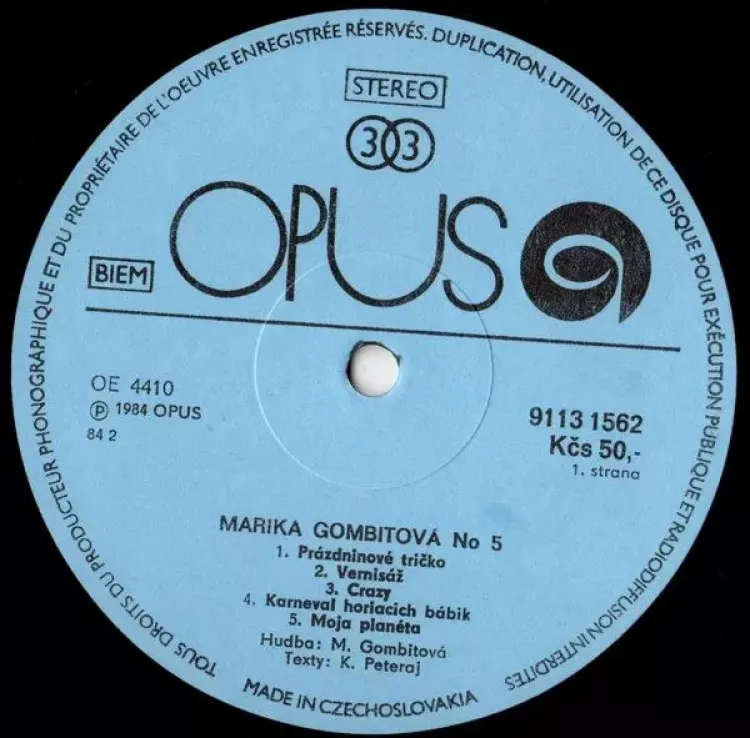 TOUS DROITS DU PRODUCTEUR PHONOGRAPHIQUE ET DU PROPRIÉTAIRE DE L'OEUVRE ENREGISTRÉE RÉSERVÉS. DUPLICATION, UTILISATION DE CE DISQUE POUR EXÉCUTION PUBLIQUE ET RADIODIFFUSION INTERDITES
STEREO
33
OPUS
BIEM
OE 4410
Ⓟ 1984 OPUS
84 2
9113 1562
Kčs 50,-
1. strana
MARIKA GOMBITOVÁ No 5
1. Prázdninové tričko
2. Vernisáž
3. Crazy
4. Karneval horiacich bábik
5. Moja planéta
Hudba: M. Gombitová
Texty: K. Peteraj
MADE IN CZECHOSLOVAKIA